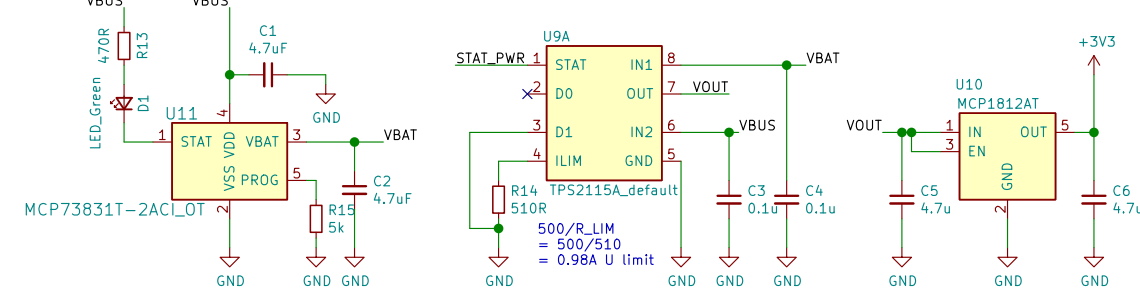 VBUS
470R
R13
LED_Green
D1
VBUS
C1
4.7uF
GND
U11
4
1
STAT
VDD
VBAT
3
VBAT
VSS
PROG
5
MCP73831T-2ACI_OT
2
R15
5k
C2
4.7uF
GND
GND
GND
U9A
STAT_PWR
1
STAT
IN1
8
VBAT
2
D0
OUT
7
VOUT
3
D1
IN2
6
VBUS
4
ILIM
GND
5
TPS2115A_default
R14
510R
C3
0.1u
C4
0.1u
500/R_LIM
= 500/510
= 0.98A U limit
GND
GND
GND
GND
+3V3
U10
MCP1812AT
VOUT
1
IN
OUT
5
3
EN
GND
2
C5
4.7u
C6
4.7u
GND
GND
GND